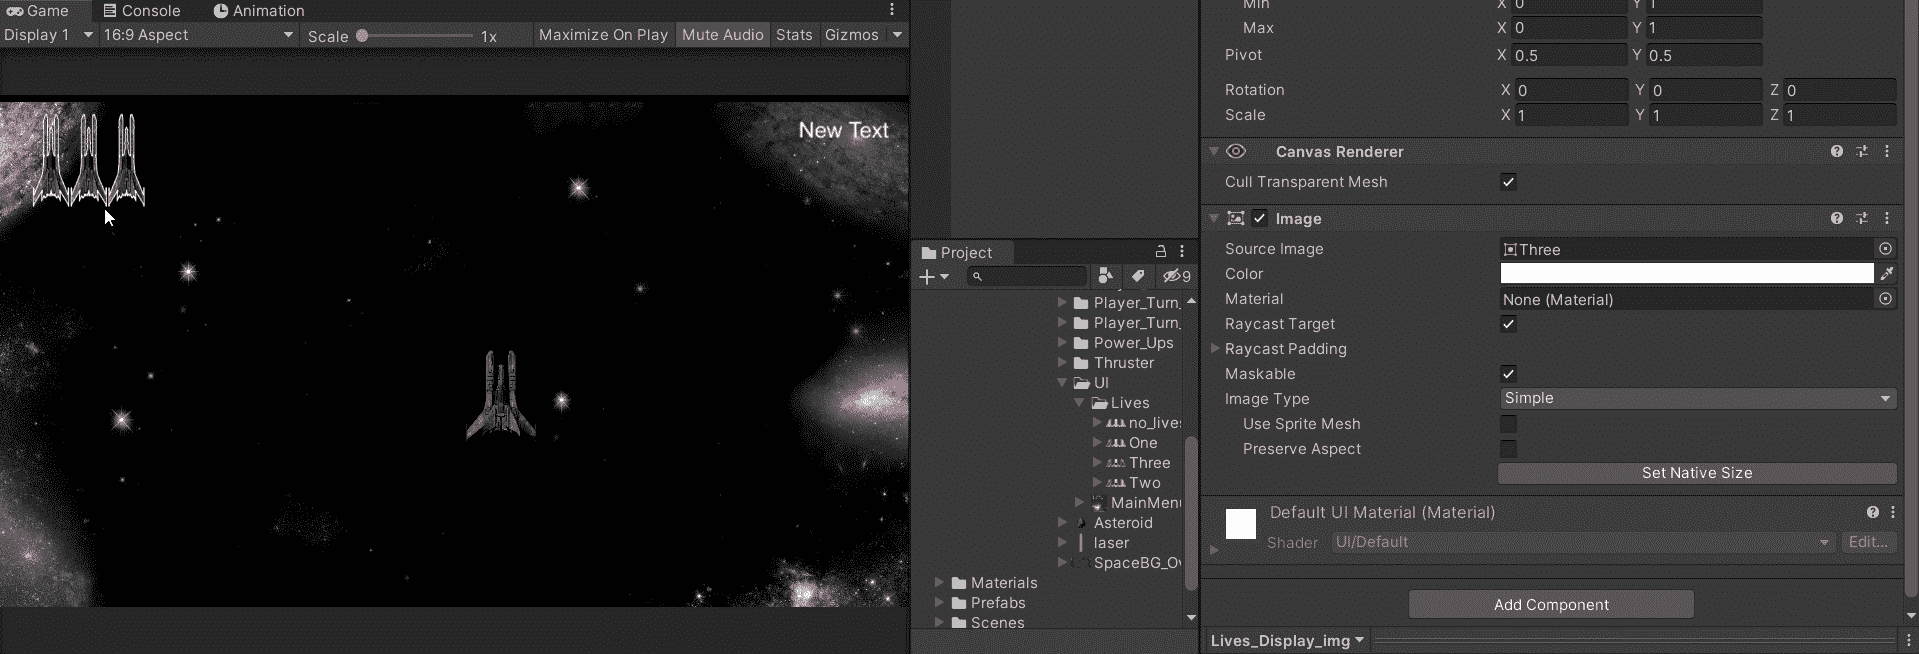 Game Console Animation
Display 1 16:9 Aspect Scale 1x Maximize On Play Mute Audio Stats Gizmos
New Text
Project
9
Player_Turn_
Player_Turn_
Power_Ups
Thruster
UI
Lives
no_lives
One
Three
Two
MainMenu
Asteroid
laser
SpaceBG_Ov
Materials
Prefabs
Scenes
Min X 0 Y 1
Max X 0 Y 1
Pivot X 0.5 Y 0.5
Rotation X 0 Y 0 Z 0
Scale X 1 Y 1 Z 1
Canvas Renderer
Cull Transparent Mesh
Image
Source Image Three
Color
Material None (Material)
Raycast Target
Raycast Padding
Maskable
Image Type Simple
Use Sprite Mesh
Preserve Aspect
Set Native Size
Default UI Material (Material)
Shader UI/Default Edit...
Add Component
Lives_Display_img